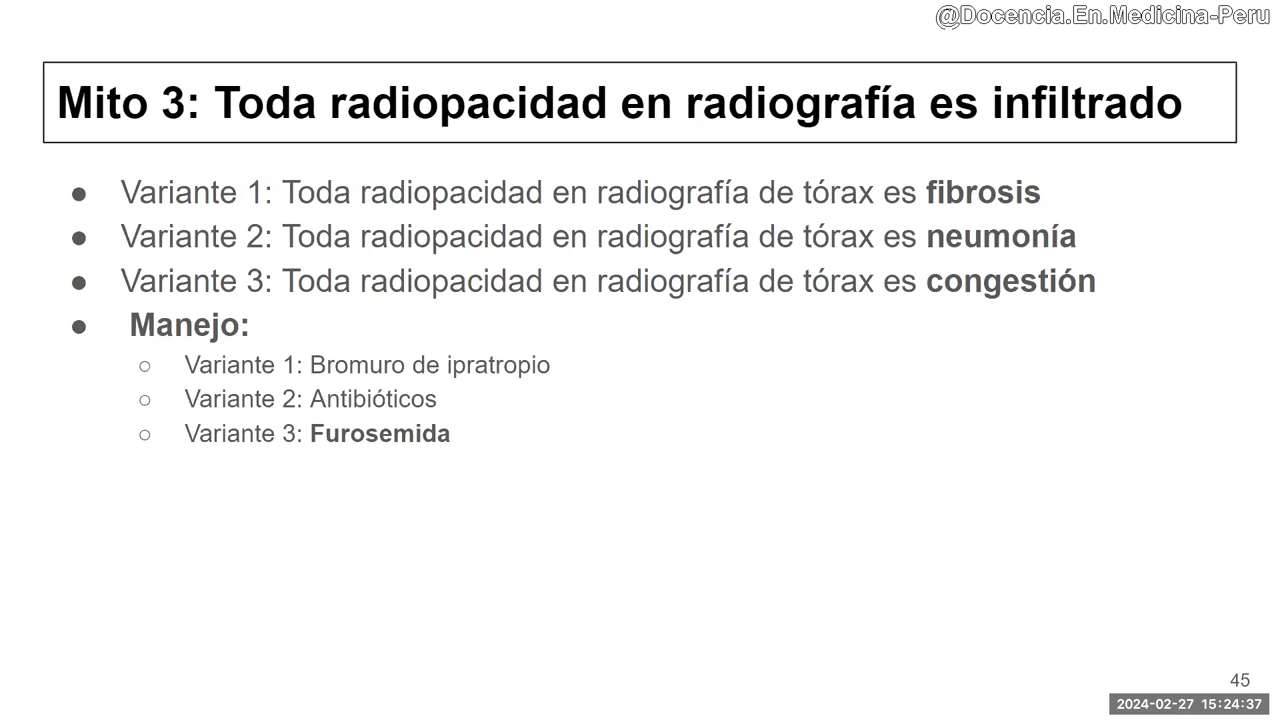 @Docencia.En.Medicina-Peru
Mito 3: Toda radiopacidad en radiografía es infiltrado
● Variante 1: Toda radiopacidad en radiografía de tórax es fibrosis
● Variante 2: Toda radiopacidad en radiografía de tórax es neumonía
● Variante 3: Toda radiopacidad en radiografía de tórax es congestión
● Manejo:
○ Variante 1: Bromuro de ipratropio
○ Variante 2: Antibióticos
○ Variante 3: Furosemida
45
2024-02-27 15:24:37